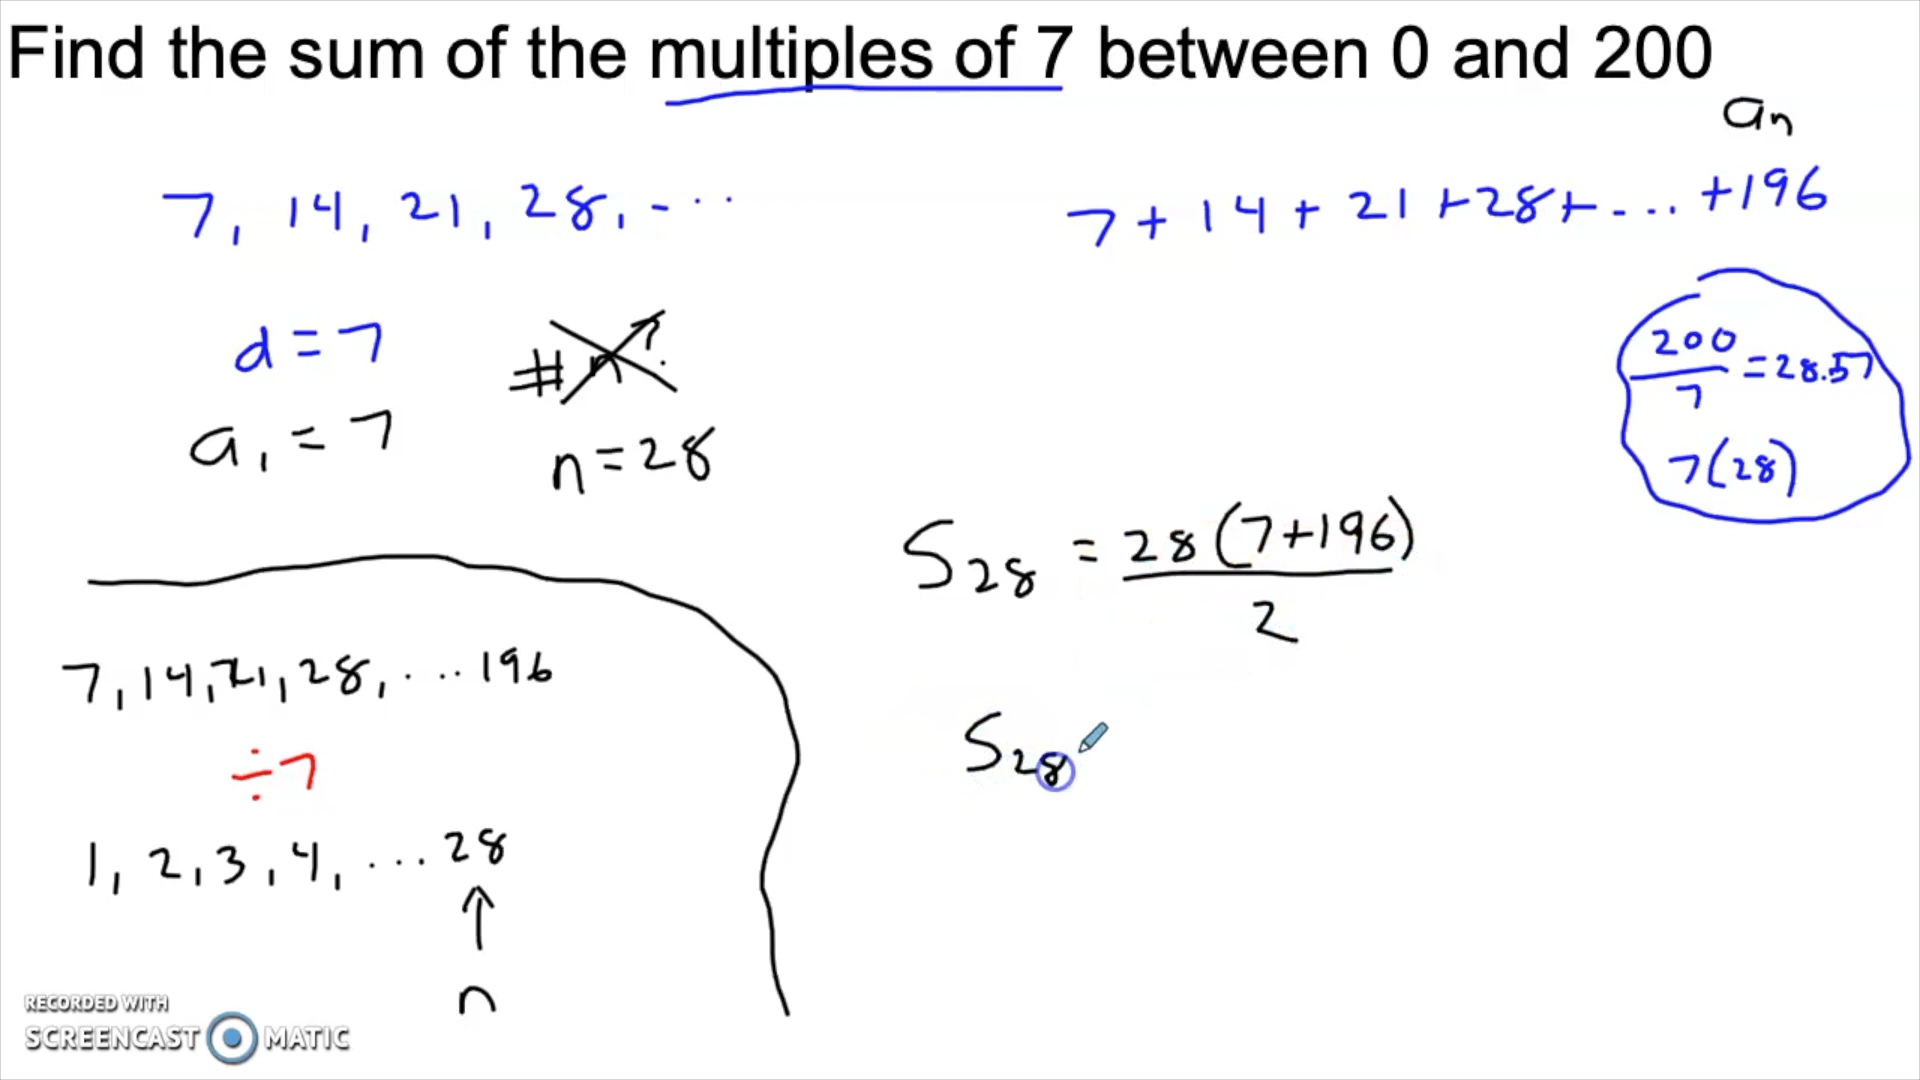 Find the sum of the multiples of 7 between 0 and 200
aₙ
7, 14, 21, 28, - ··
7 + 14 + 21 + 28 + - ... + 196
d = 7
# n?
200/7 = 28.57
a₁ = 7
n = 28
7(28)
S₂₈ = 28(7+196)/2
7, 14, 21, 28, ... 196
÷7
S₂₈
1, 2, 3, 4, ... 28
↑
n
RECORDED WITH
SCREENCAST MATIC